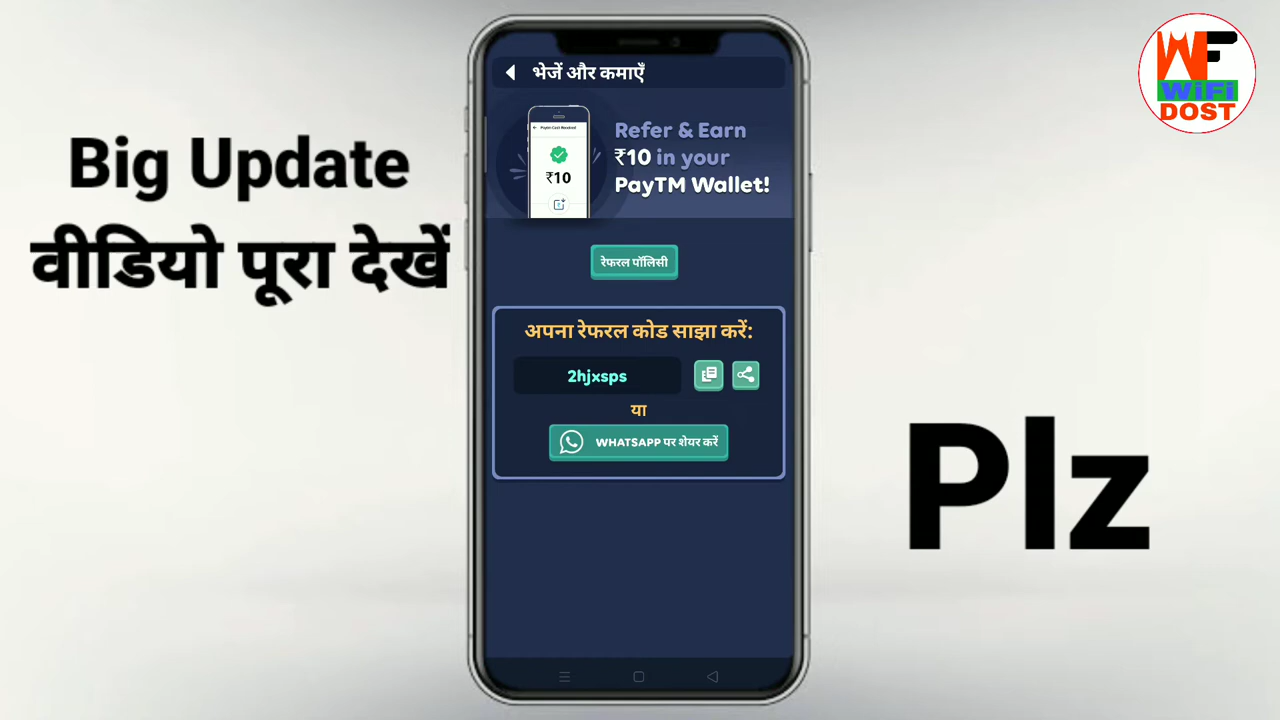 Big Update
वीडियो पूरा देखें
भेजें और कमाएँ
Refer & Earn
₹10 in your
PayTM Wallet!
₹10
रेफरल पॉलिसी
अपना रेफरल कोड साझा करें:
2hjxsps
या
WHATSAPP पर शेयर करें
WF
WiFi
DOST
Plz